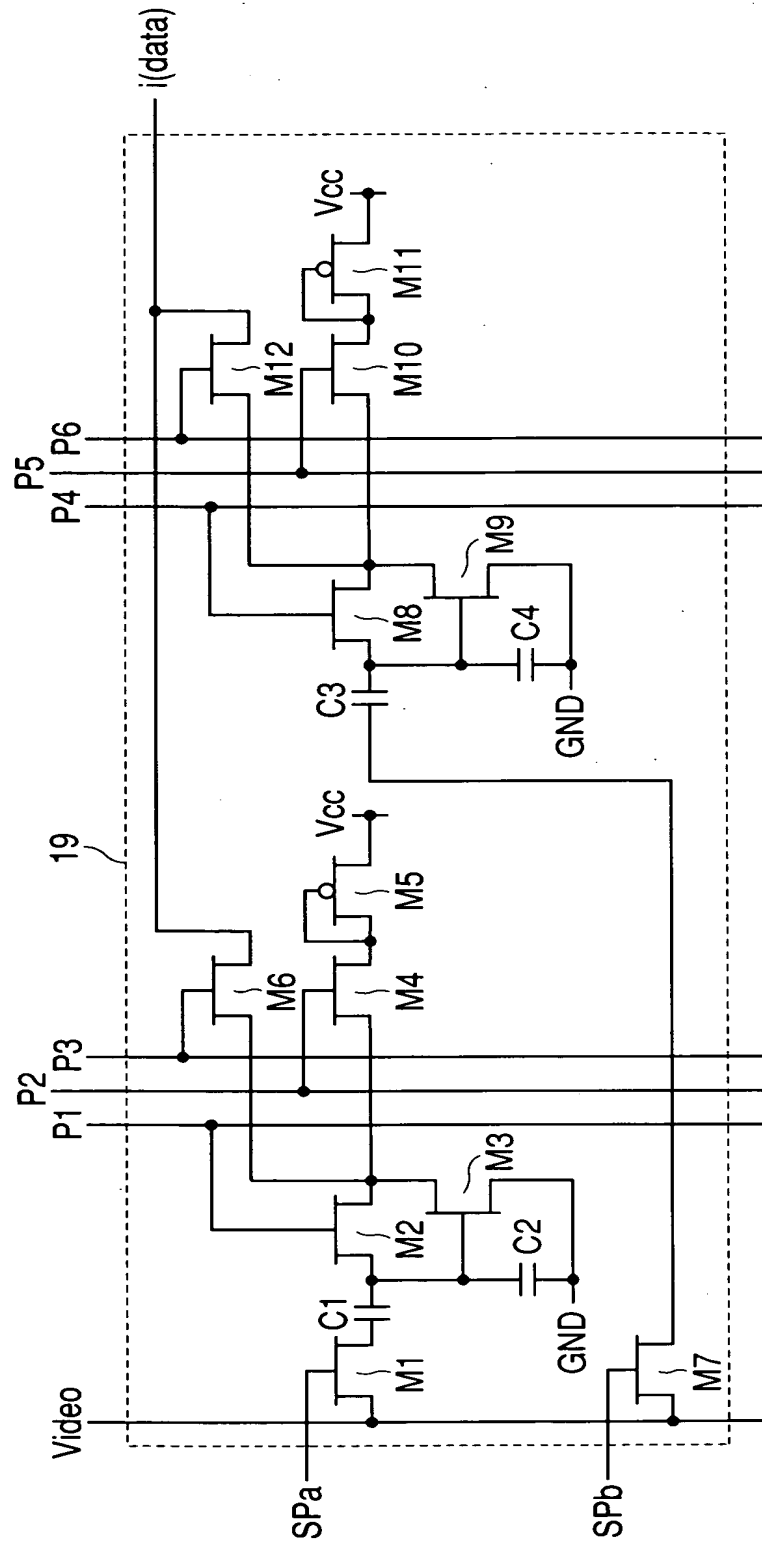 i(data)
19
Vcc
Vcc
P6
P5
P4
P3
P2
P1
M12
M11
M10
M9
M8
C4
C3
GND
M6
M5
M4
M3
M2
C2
C1
GND
M1
M7
Video
SPa
SPb